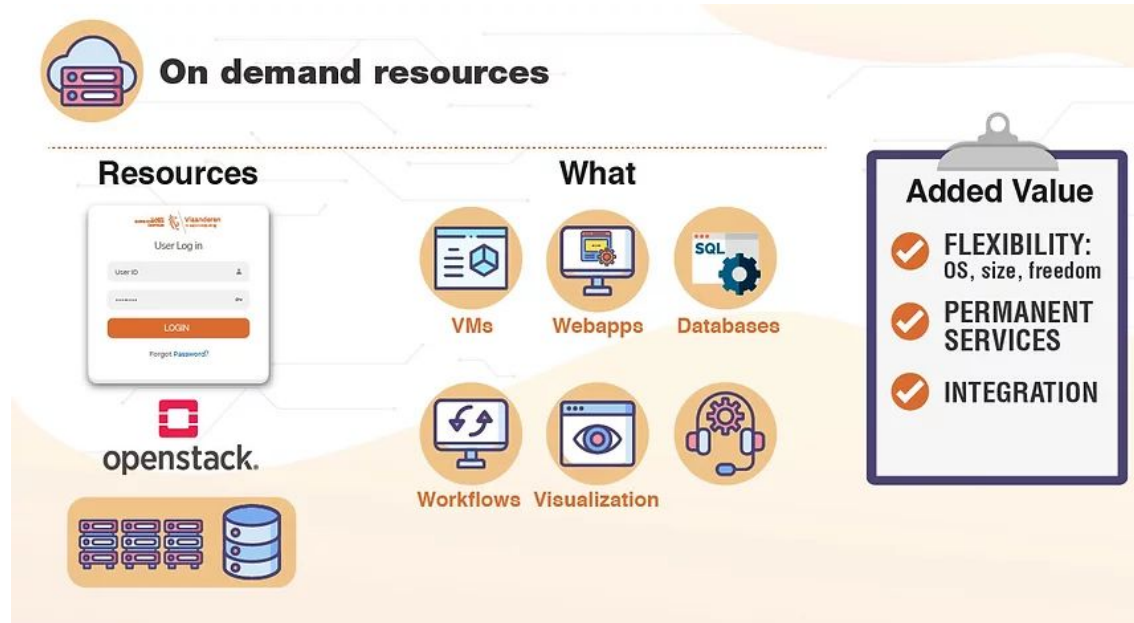 On demand resources
Resources
Vlaanderen
User Log in
User ID
LOGIN
Forgot Password?
openstack.
What
VMs
Webapps
SQL
Databases
Workflows
Visualization
Added Value
FLEXIBILITY:
OS, size, freedom
PERMANENT
SERVICES
INTEGRATION